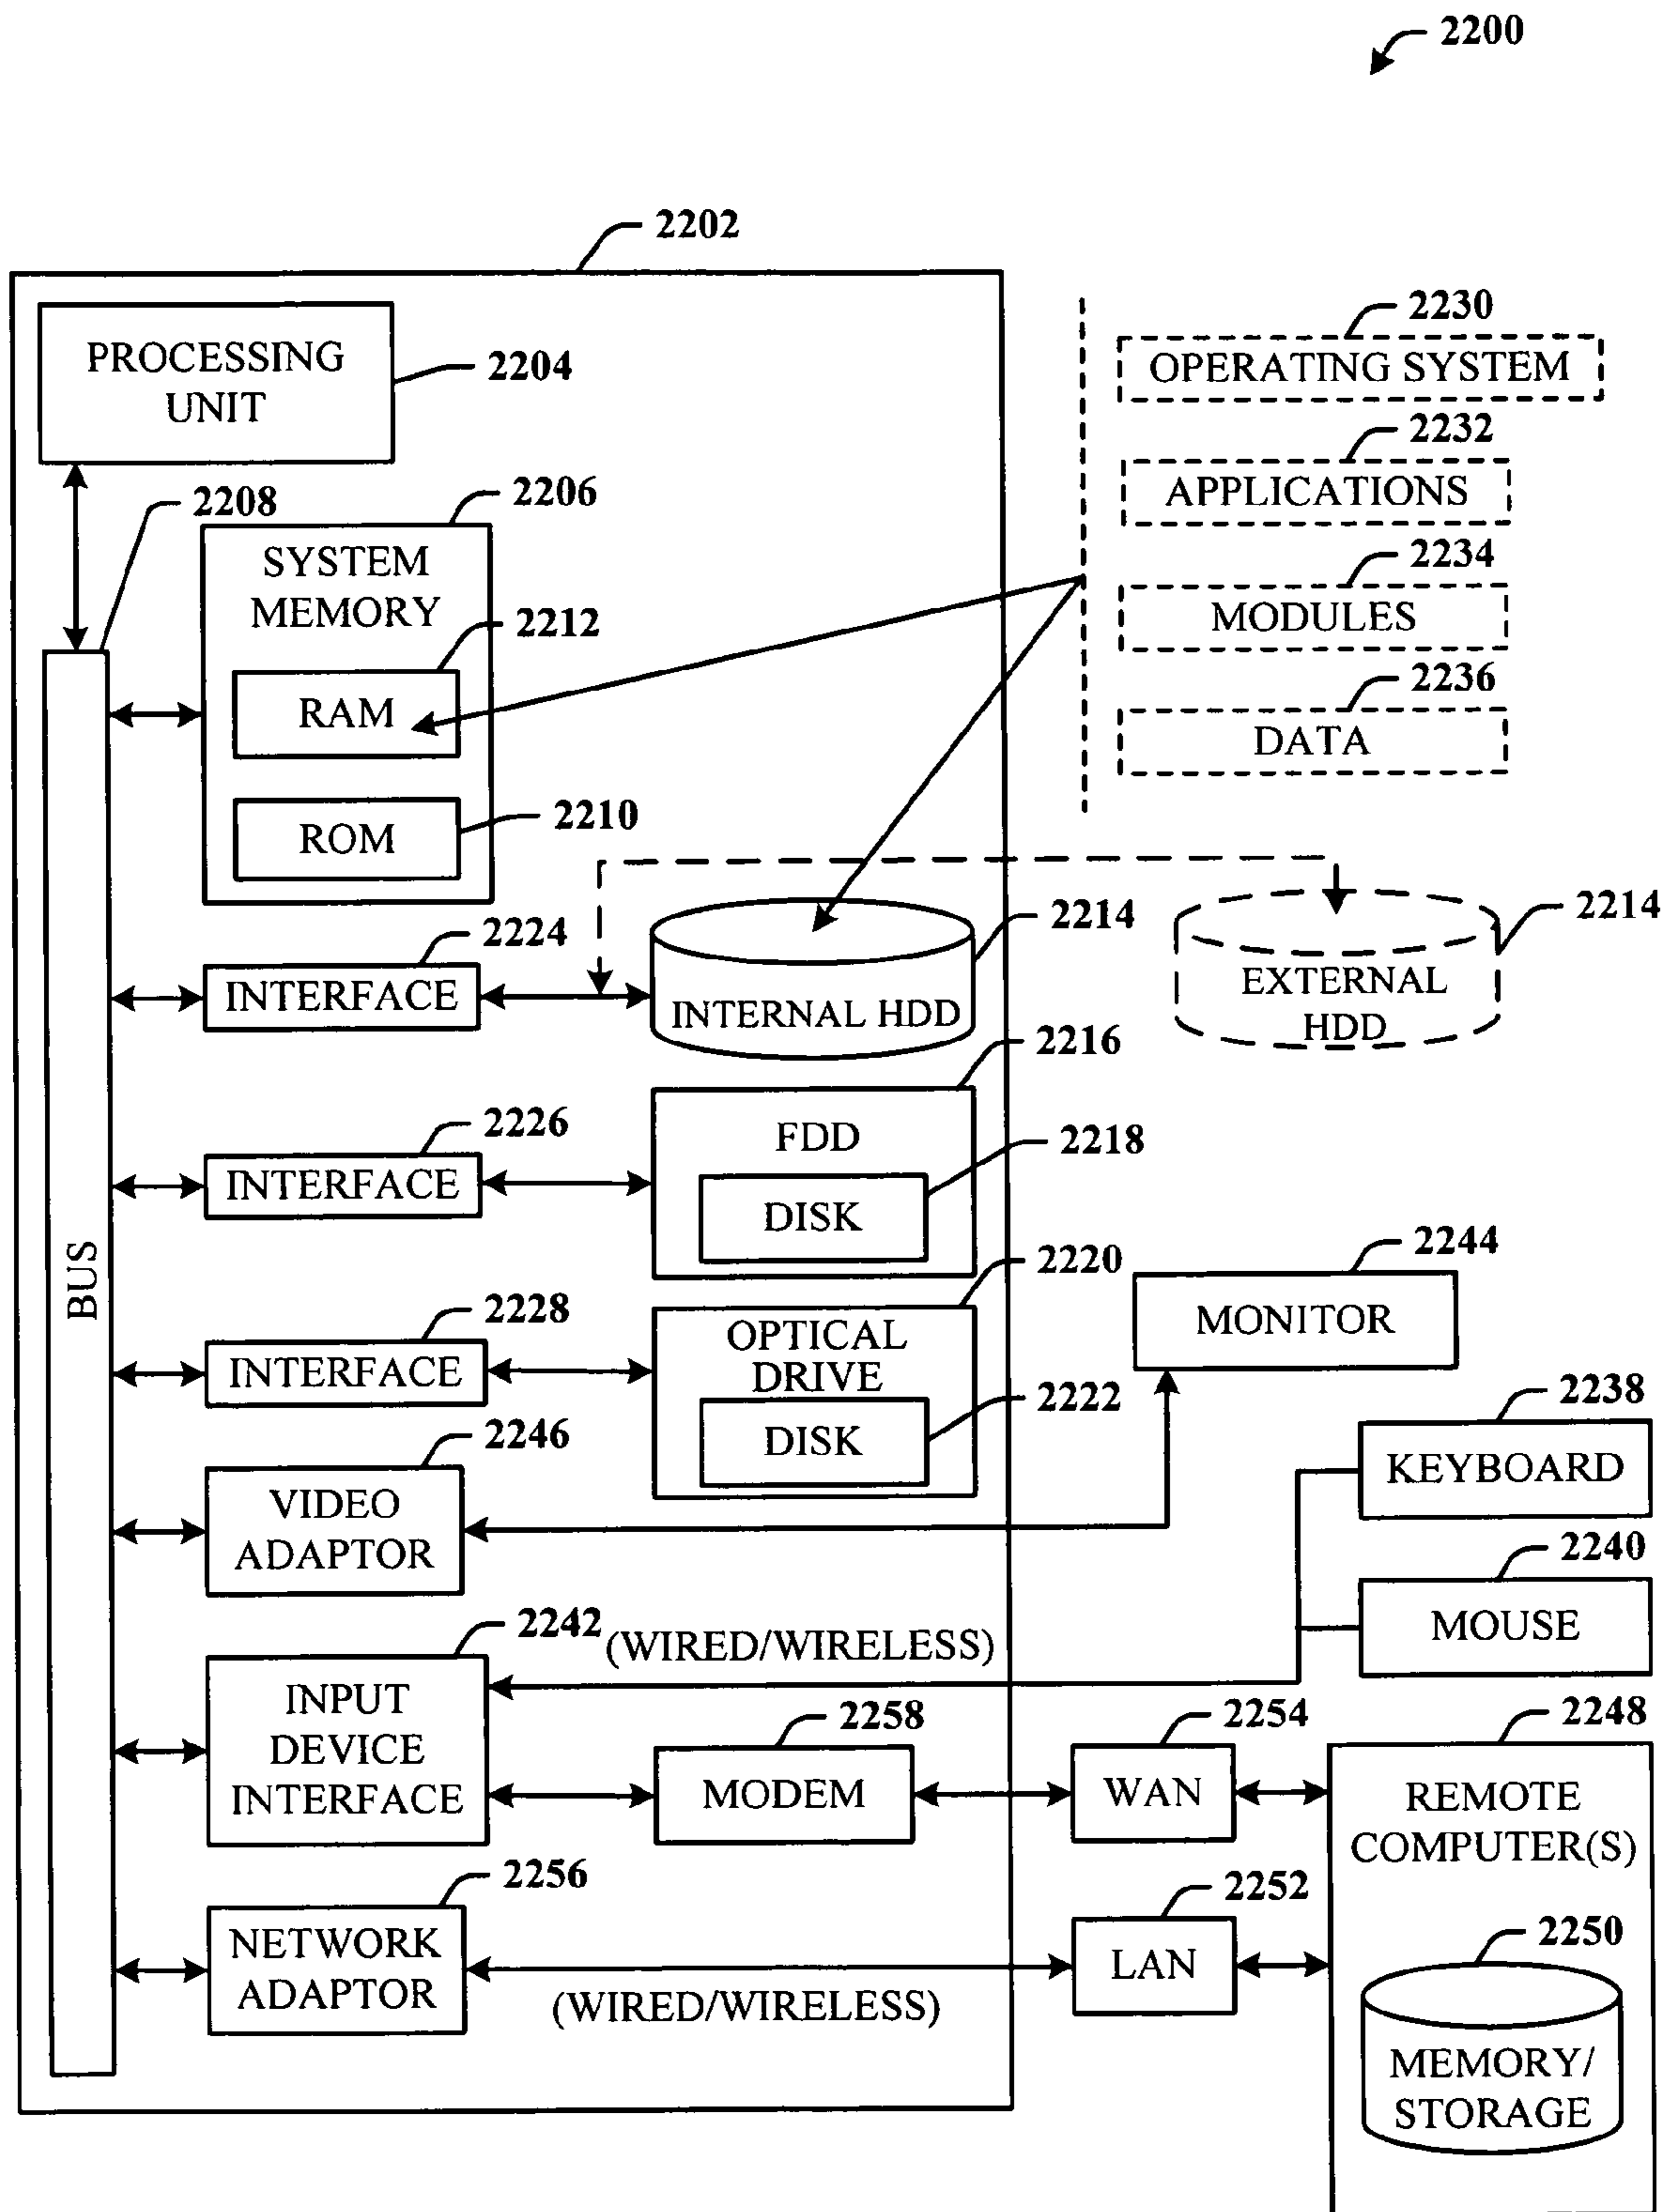 2200
2202
PROCESSING
UNIT
2204
2230
OPERATING SYSTEM
2232
APPLICATIONS
2234
MODULES
2236
DATA
2208
2206
SYSTEM
MEMORY
2212
RAM
2210
ROM
2224
INTERFACE
2214
INTERNAL HDD
2214
EXTERNAL
HDD
2216
FDD
2226
INTERFACE
2218
DISK
BUS
2220
OPTICAL
DRIVE
2228
INTERFACE
2222
DISK
2244
MONITOR
2246
VIDEO
ADAPTOR
2238
KEYBOARD
2240
MOUSE
2242
(WIRED/WIRELESS)
INPUT
DEVICE
INTERFACE
2258
MODEM
2254
WAN
2248
REMOTE
COMPUTER(S)
2256
NETWORK
ADAPTOR
(WIRED/WIRELESS)
2252
LAN
2250
MEMORY/
STORAGE